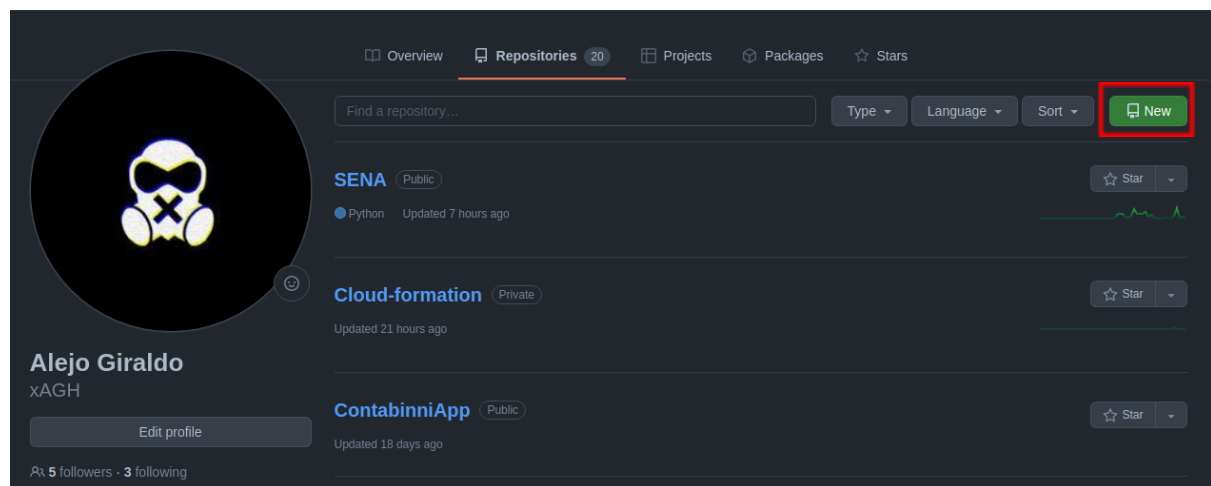 Overview Repositories 20 Projects Packages Stars
Find a repository... Type Language Sort New
SENA Public Star
Python Updated 7 hours ago
Cloud-formation Private Star
Updated 21 hours ago
Alejo Giraldo
xAGH
ContabinniApp Public Star
Edit profile
Updated 18 days ago
5 followers · 3 following